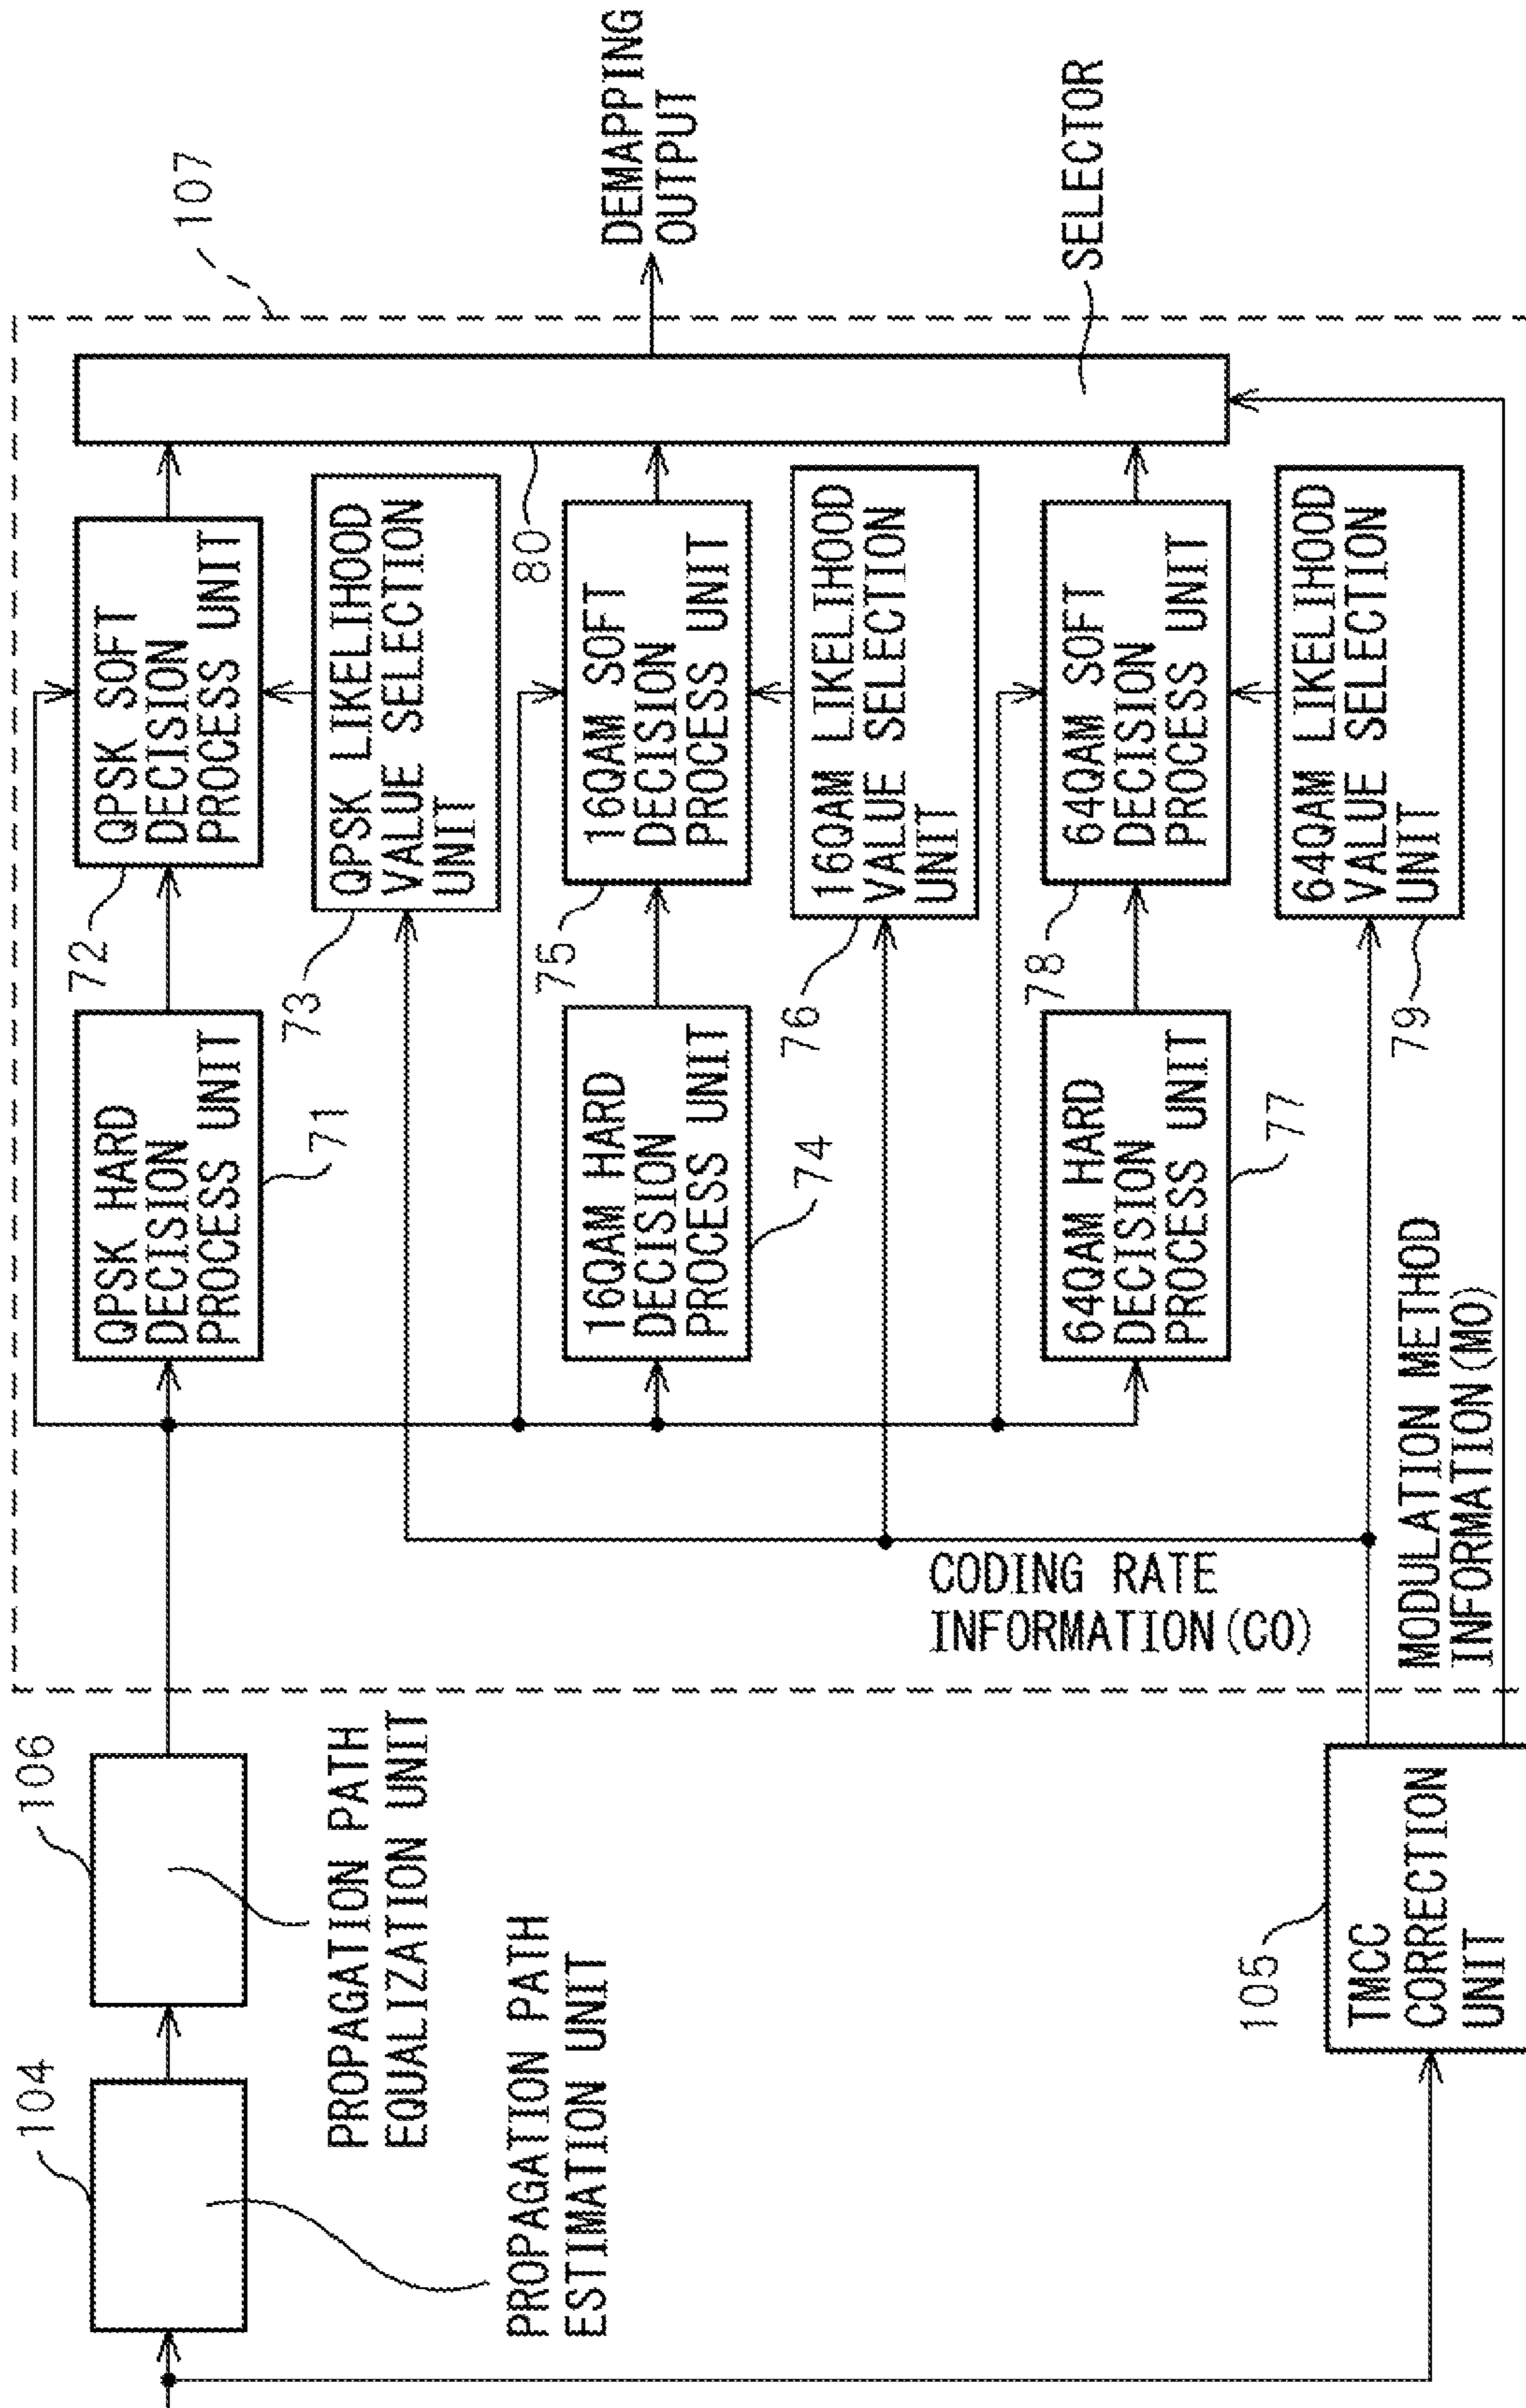 104
106
PROPAGATION PATH
EQUALIZATION UNIT
PROPAGATION PATH
ESTIMATION UNIT
105
TMCC
CORRECTION
UNIT
107
QPSK HARD
DECISION
PROCESS UNIT
71
72
QPSK SOFT
DECISION
PROCESS UNIT
73
QPSK LIKELIHOOD
VALUE SELECTION
UNIT
80
16QAM HARD
DECISION
PROCESS UNIT
74
75
16QAM SOFT
DECISION
PROCESS UNIT
76
16QAM LIKELIHOOD
VALUE SELECTION
UNIT
64QAM HARD
DECISION
PROCESS UNIT
77
78
64QAM SOFT
DECISION
PROCESS UNIT
79
64QAM LIKELIHOOD
VALUE SELECTION
UNIT
CODING RATE
INFORMATION(CO)
MODULATION METHOD
INFORMATION(MO)
DEMAPPING
OUTPUT
SELECTOR